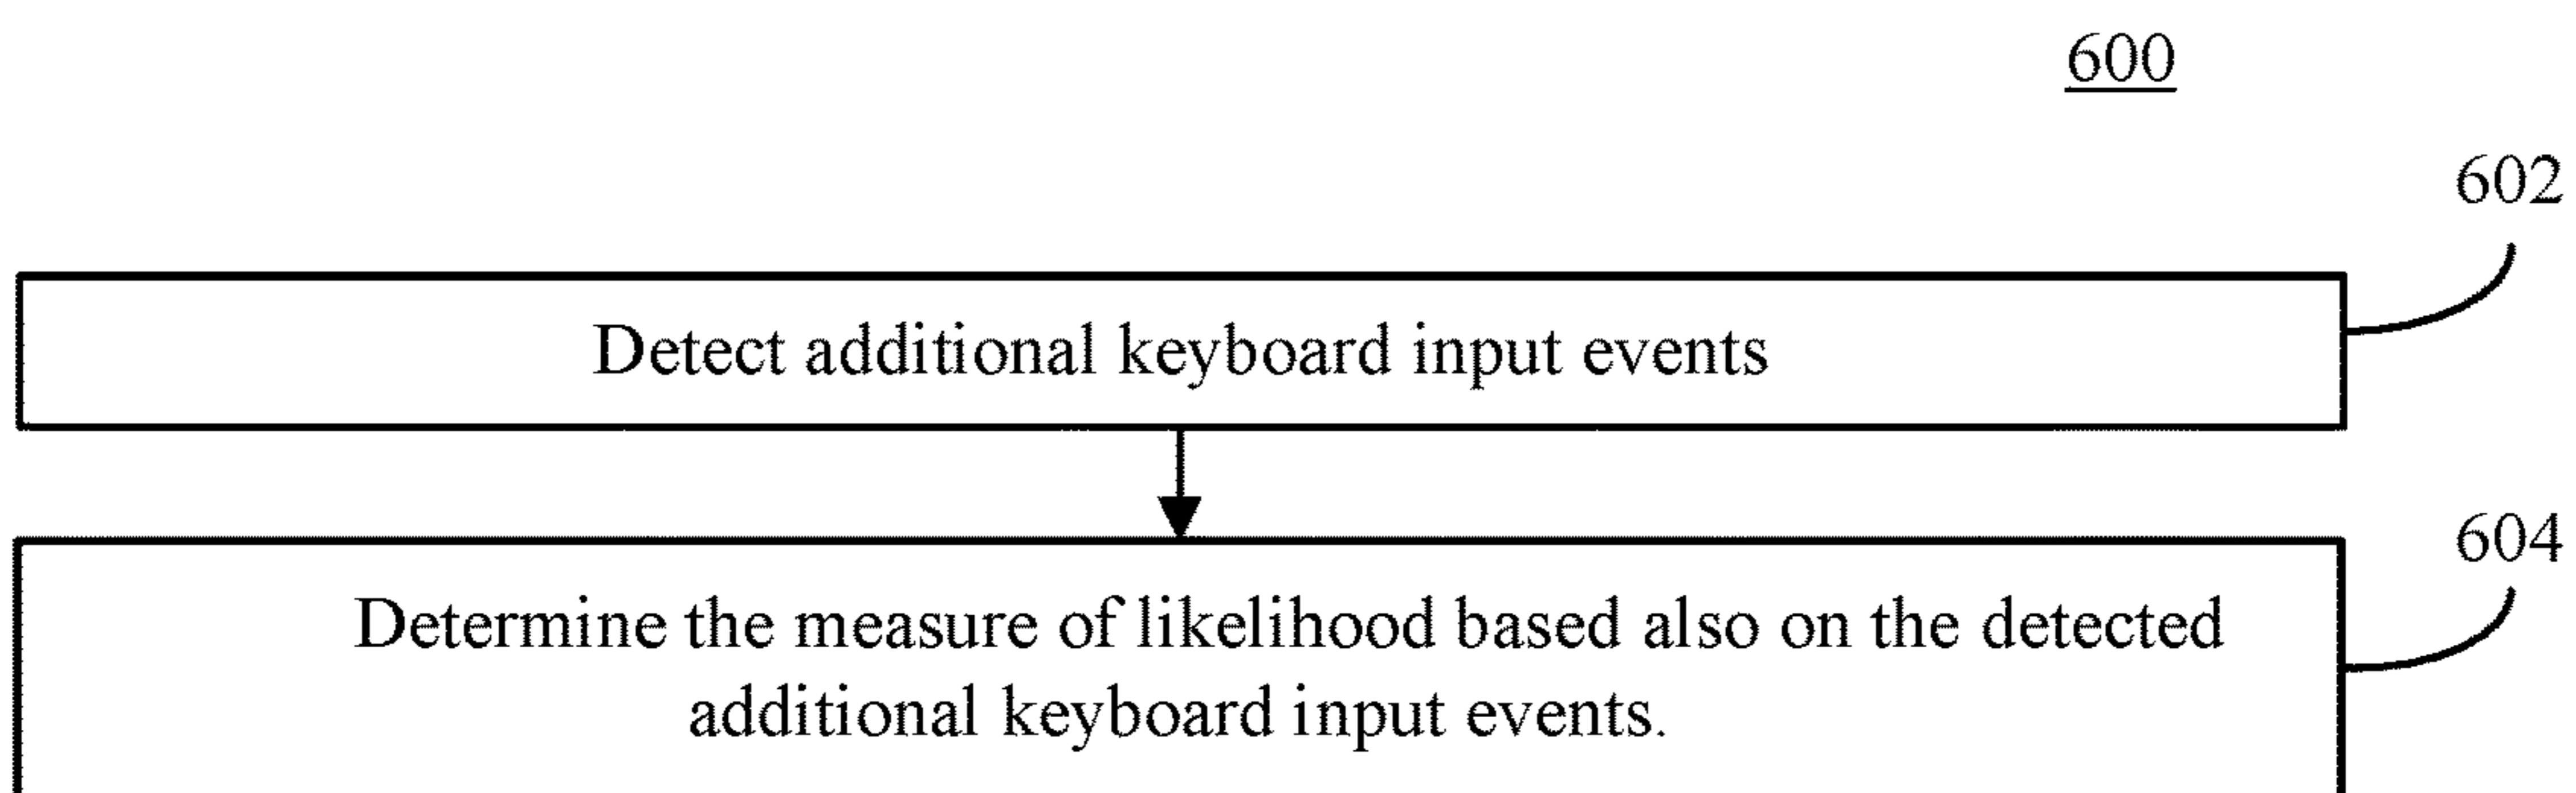 600
602
Detect additional keyboard input events
604
Determine the measure of likelihood based also on the detected
additional keyboard input events.